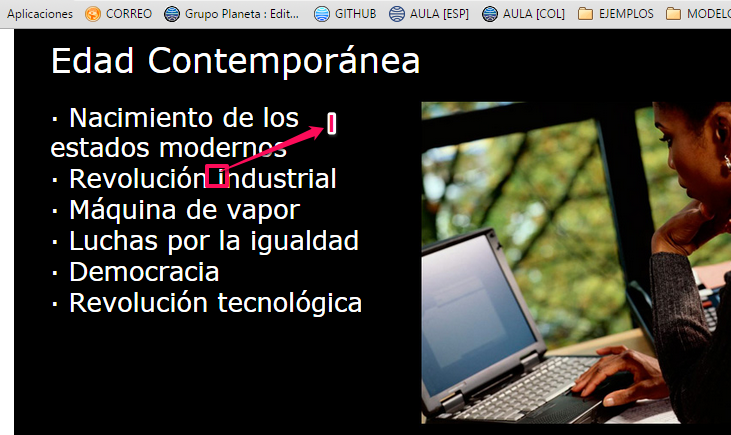 Aplicaciones CORREO Grupo Planeta : Edit... GITHUB AULA [ESP] AULA [COL] EJEMPLOS MODELO
Edad Contemporánea
· Nacimiento de los
estados modernos
· Revolución industrial
· Máquina de vapor
· Luchas por la igualdad
· Democracia
· Revolución tecnológica